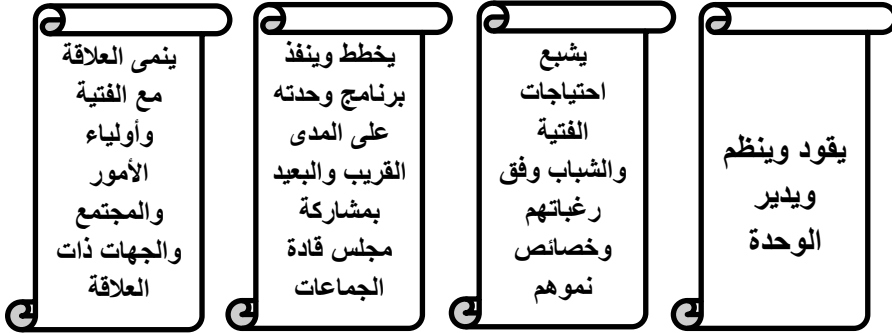 يقود وينظم
ويدير
الوحدة
يشبع
احتياجات
الفتية
والشباب وفق
رغباتهم
وخصائص
نموهم
يخطط وينفذ
برنامج وحدته
على المدى
القريب والبعيد
بمشاركة
مجلس قادة
الجماعات
ينمى العلاقة
مع الفتية
وأولياء
الأمور
والمجتمع
والجهات ذات
العلاقة